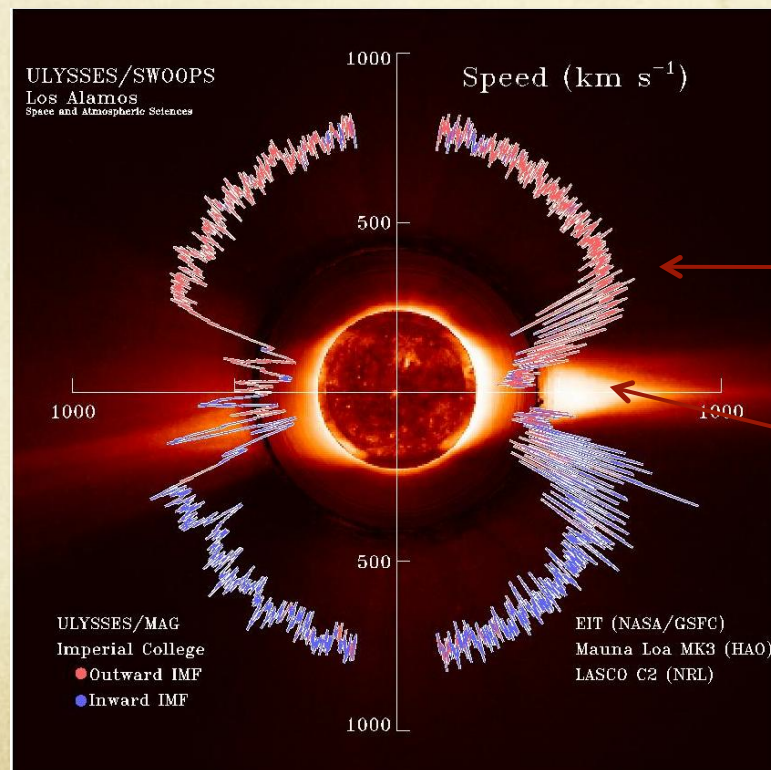 ULYSSES/SWOOPS
Los Alamos
Space and Atmospheric Sciences
Speed (km s⁻¹)
1000
500
1000
1000
500
1000
ULYSSES/MAG
Imperial College
Outward IMF
Inward IMF
EIT (NASA/GSFC)
Mauna Loa MK3 (HAO)
LASCO C2 (NRL)